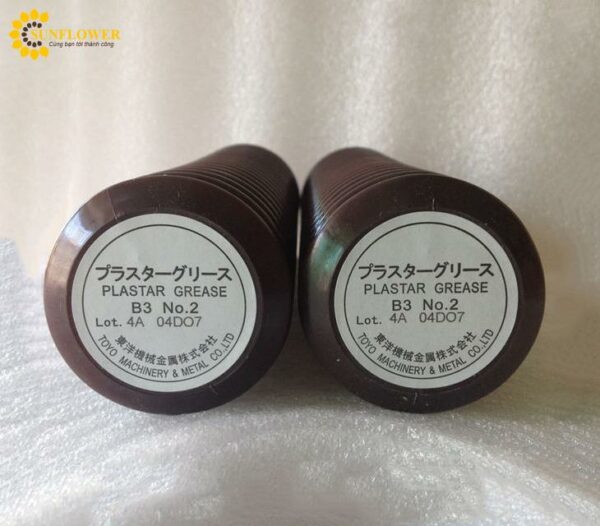 SUNFLOWER
Cùng bạn tới thành công
プラスターグリース
PLASTAR GREASE
B3 No.2
Lot. 4A 04D07
東洋機械金属株式会社
TOYO MACHINERY & METAL CO.,LTD
プラスターグリース
PLASTAR GREASE
B3 No.2
Lot. 4A 04D07
東洋機械金属株式会社
TOYO MACHINERY & METAL CO.,LTD